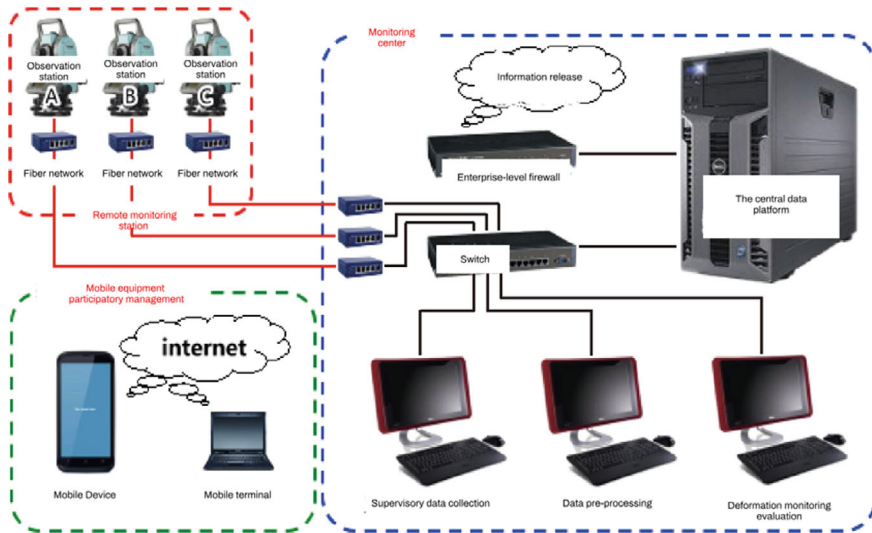 Observation
station
A
Observation
station
B
Observation
station
C
Fiber network
Fiber network
Fiber network
Remote monitoring
station
Monitoring
center
Information release
Enterprise-level firewall
The central data
platform
Switch
Mobile equipment
participatory management
internet
Mobile Device
Mobile terminal
Supervisory data collection
Data pre-processing
Deformation monitoring
evaluation